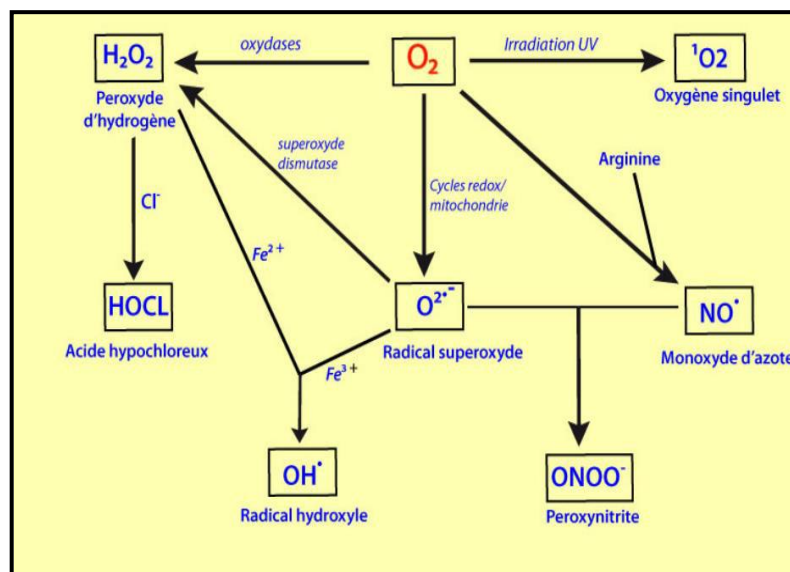 H₂O₂
oxydases
O₂
Irradiation UV
¹O2
Peroxyde
d'hydrogène
Oxygène singulet
superoxyde
dismutase
Arginine
Cycles redox/
mitochondrie
Cl⁻
Fe²⁺
HOCL
O²•⁻
NO•
Acide hypochloreux
Radical superoxyde
Monoxyde d'azote
Fe³⁺
OH•
ONOO⁻
Radical hydroxyle
Peroxynitrite